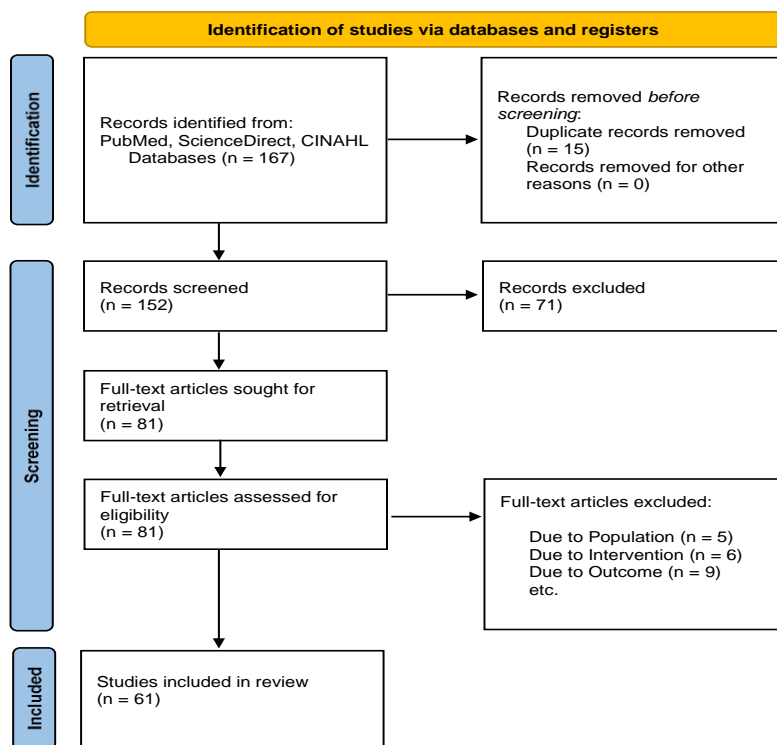 Identification of studies via databases and registers
Identification
Records identified from:
PubMed, ScienceDirect, CINAHL
Databases (n = 167)
Records removed before
screening:
Duplicate records removed
(n = 15)
Records removed for other
reasons (n = 0)
Screening
Records screened
(n = 152)
Records excluded
(n = 71)
Full-text articles sought for
retrieval
(n = 81)
Full-text articles assessed for
eligibility
(n = 81)
Full-text articles excluded:
Due to Population (n = 5)
Due to Intervention (n = 6)
Due to Outcome (n = 9)
etc.
Included
Studies included in review
(n = 61)